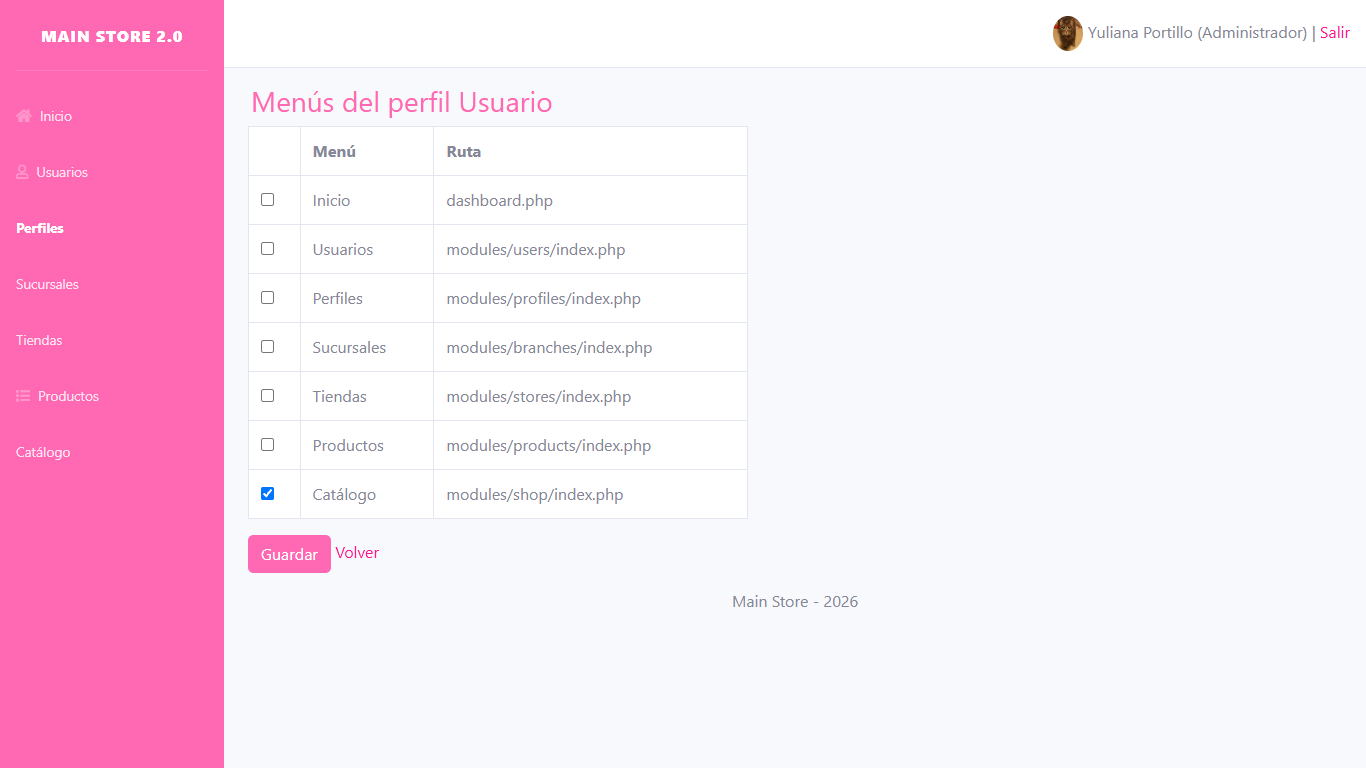 MAIN STORE 2.0
Yuliana Portillo (Administrador) | Salir
Inicio
Usuarios
Perfiles
Sucursales
Tiendas
Productos
Catálogo
Menús del perfil Usuario
Menú Ruta
Inicio dashboard.php
Usuarios modules/users/index.php
Perfiles modules/profiles/index.php
Sucursales modules/branches/index.php
Tiendas modules/stores/index.php
Productos modules/products/index.php
Catálogo modules/shop/index.php
Guardar Volver
Main Store - 2026